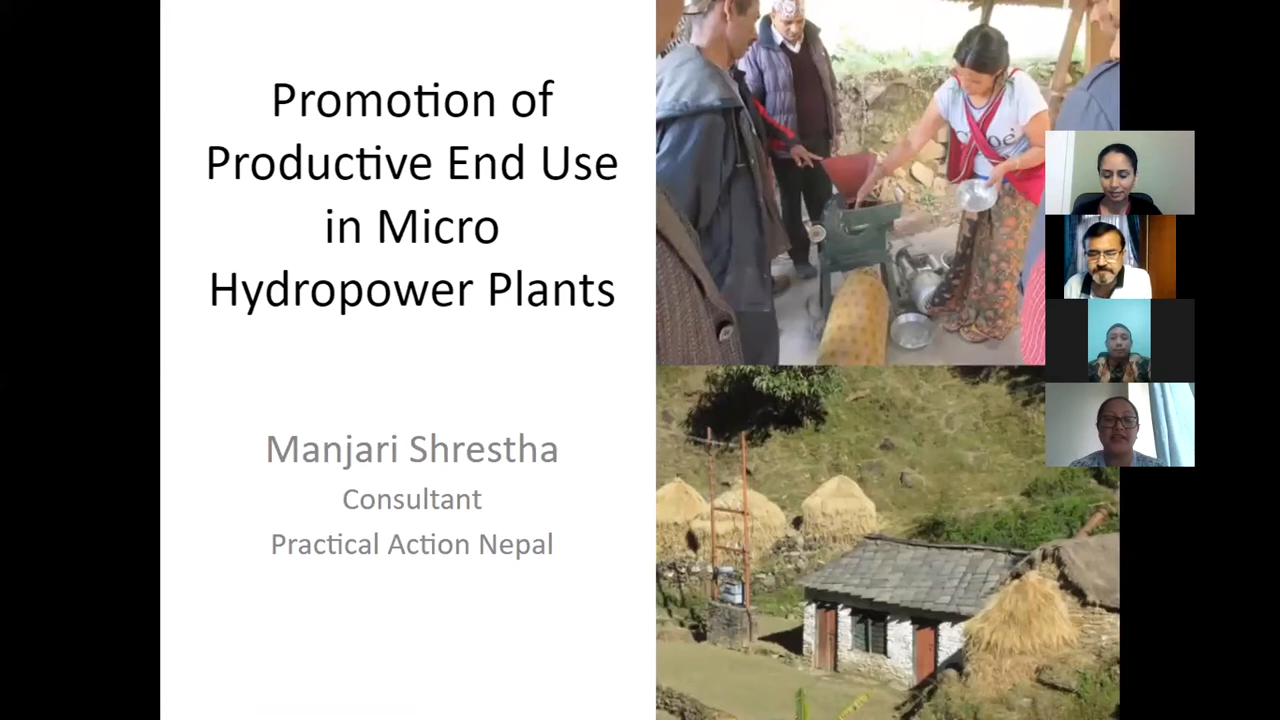 Promotion of
Productive End Use
in Micro
Hydropower Plants
Manjari Shrestha
Consultant
Practical Action Nepal